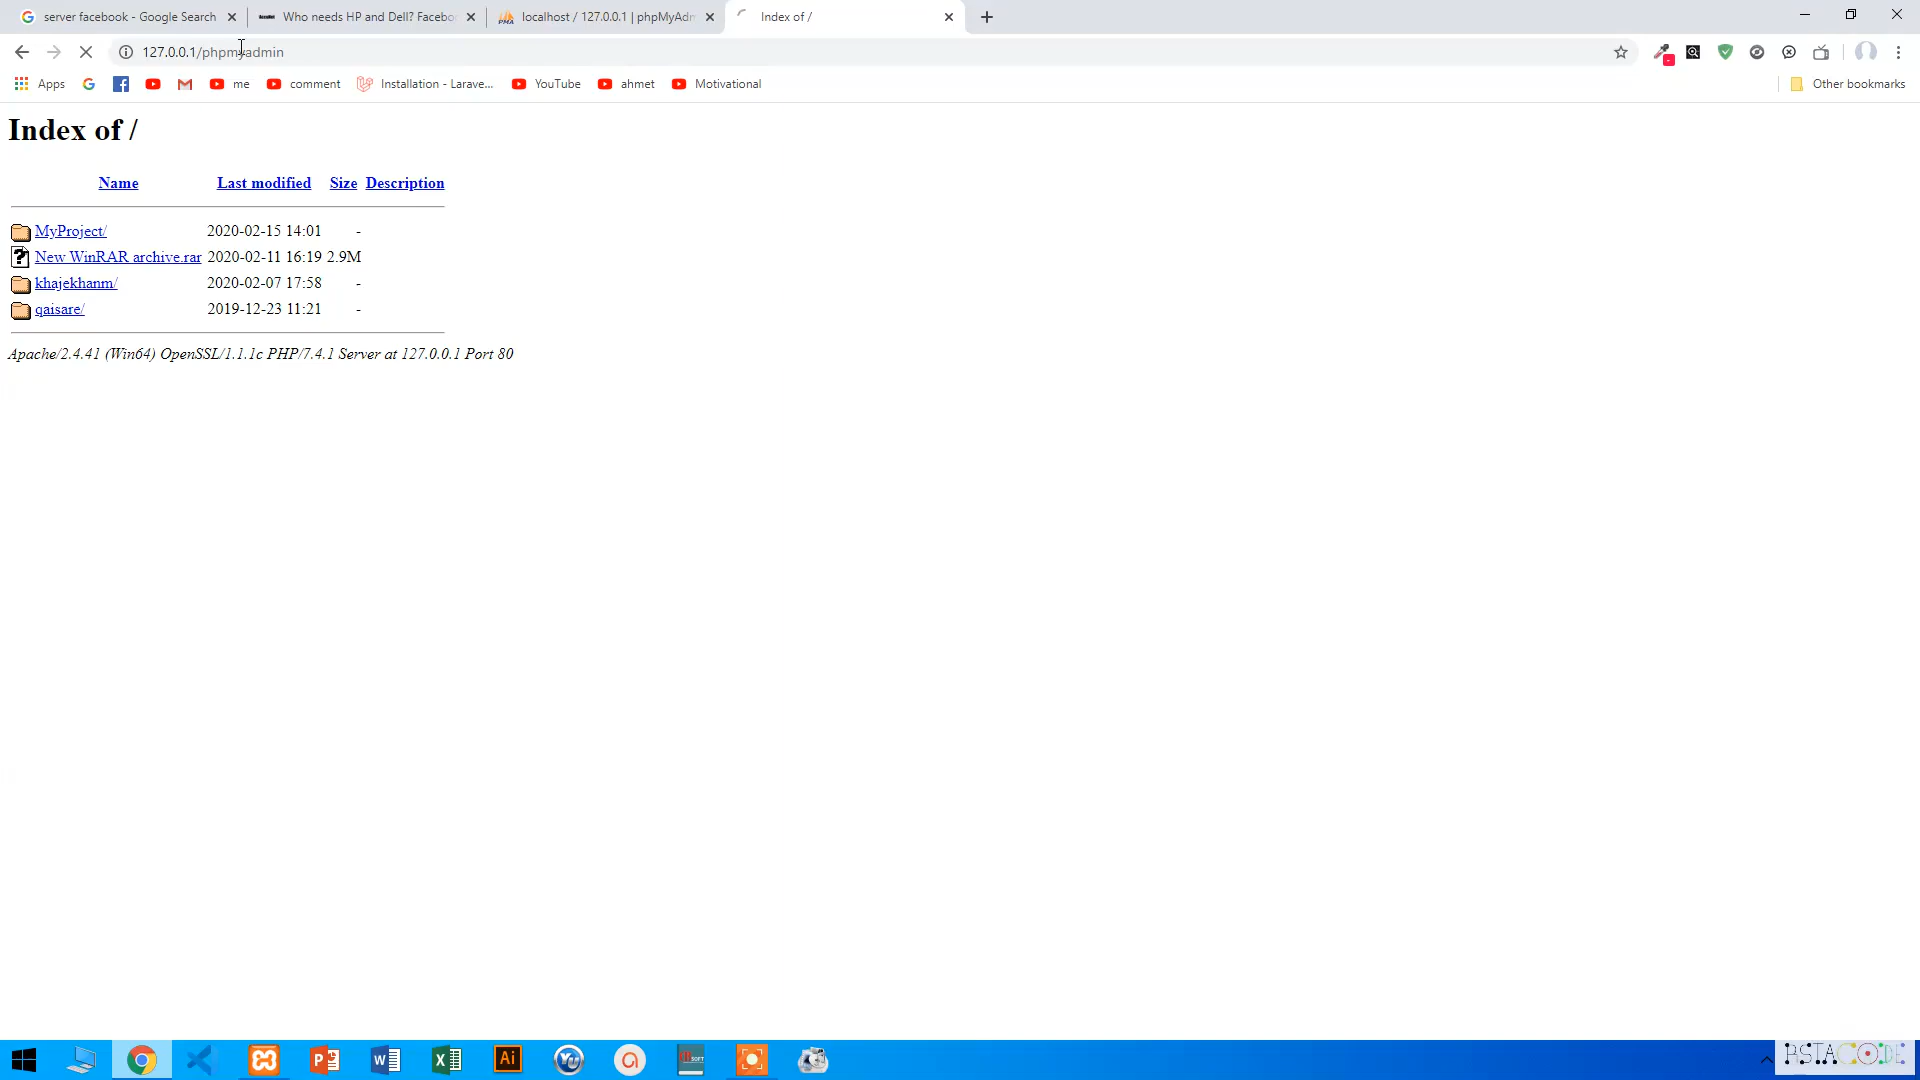 server facebook - Google Search
Who needs HP and Dell? Facebo
localhost / 127.0.0.1 | phpMyAdm
Index of /
127.0.0.1/phpmyadmin
Apps
me
comment
Installation - Larave...
YouTube
ahmet
Motivational
Other bookmarks
Index of /
Name Last modified Size Description
MyProject/ 2020-02-15 14:01 -
New WinRAR archive.rar 2020-02-11 16:19 2.9M
khajekhanm/ 2020-02-07 17:58 -
qaisare/ 2019-12-23 11:21 -
Apache/2.4.41 (Win64) OpenSSL/1.1.1c PHP/7.4.1 Server at 127.0.0.1 Port 80
Ai
RSTACODE